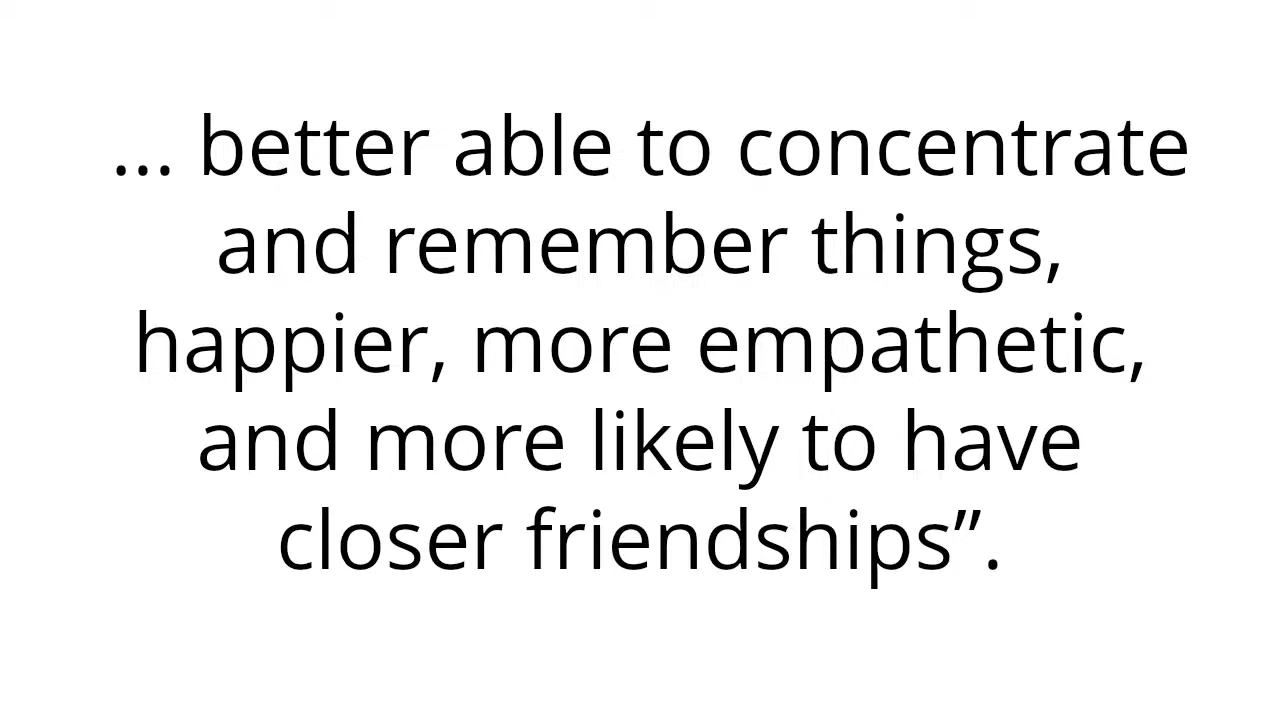 ... better able to concentrate
and remember things,
happier, more empathetic,
and more likely to have
closer friendships”.